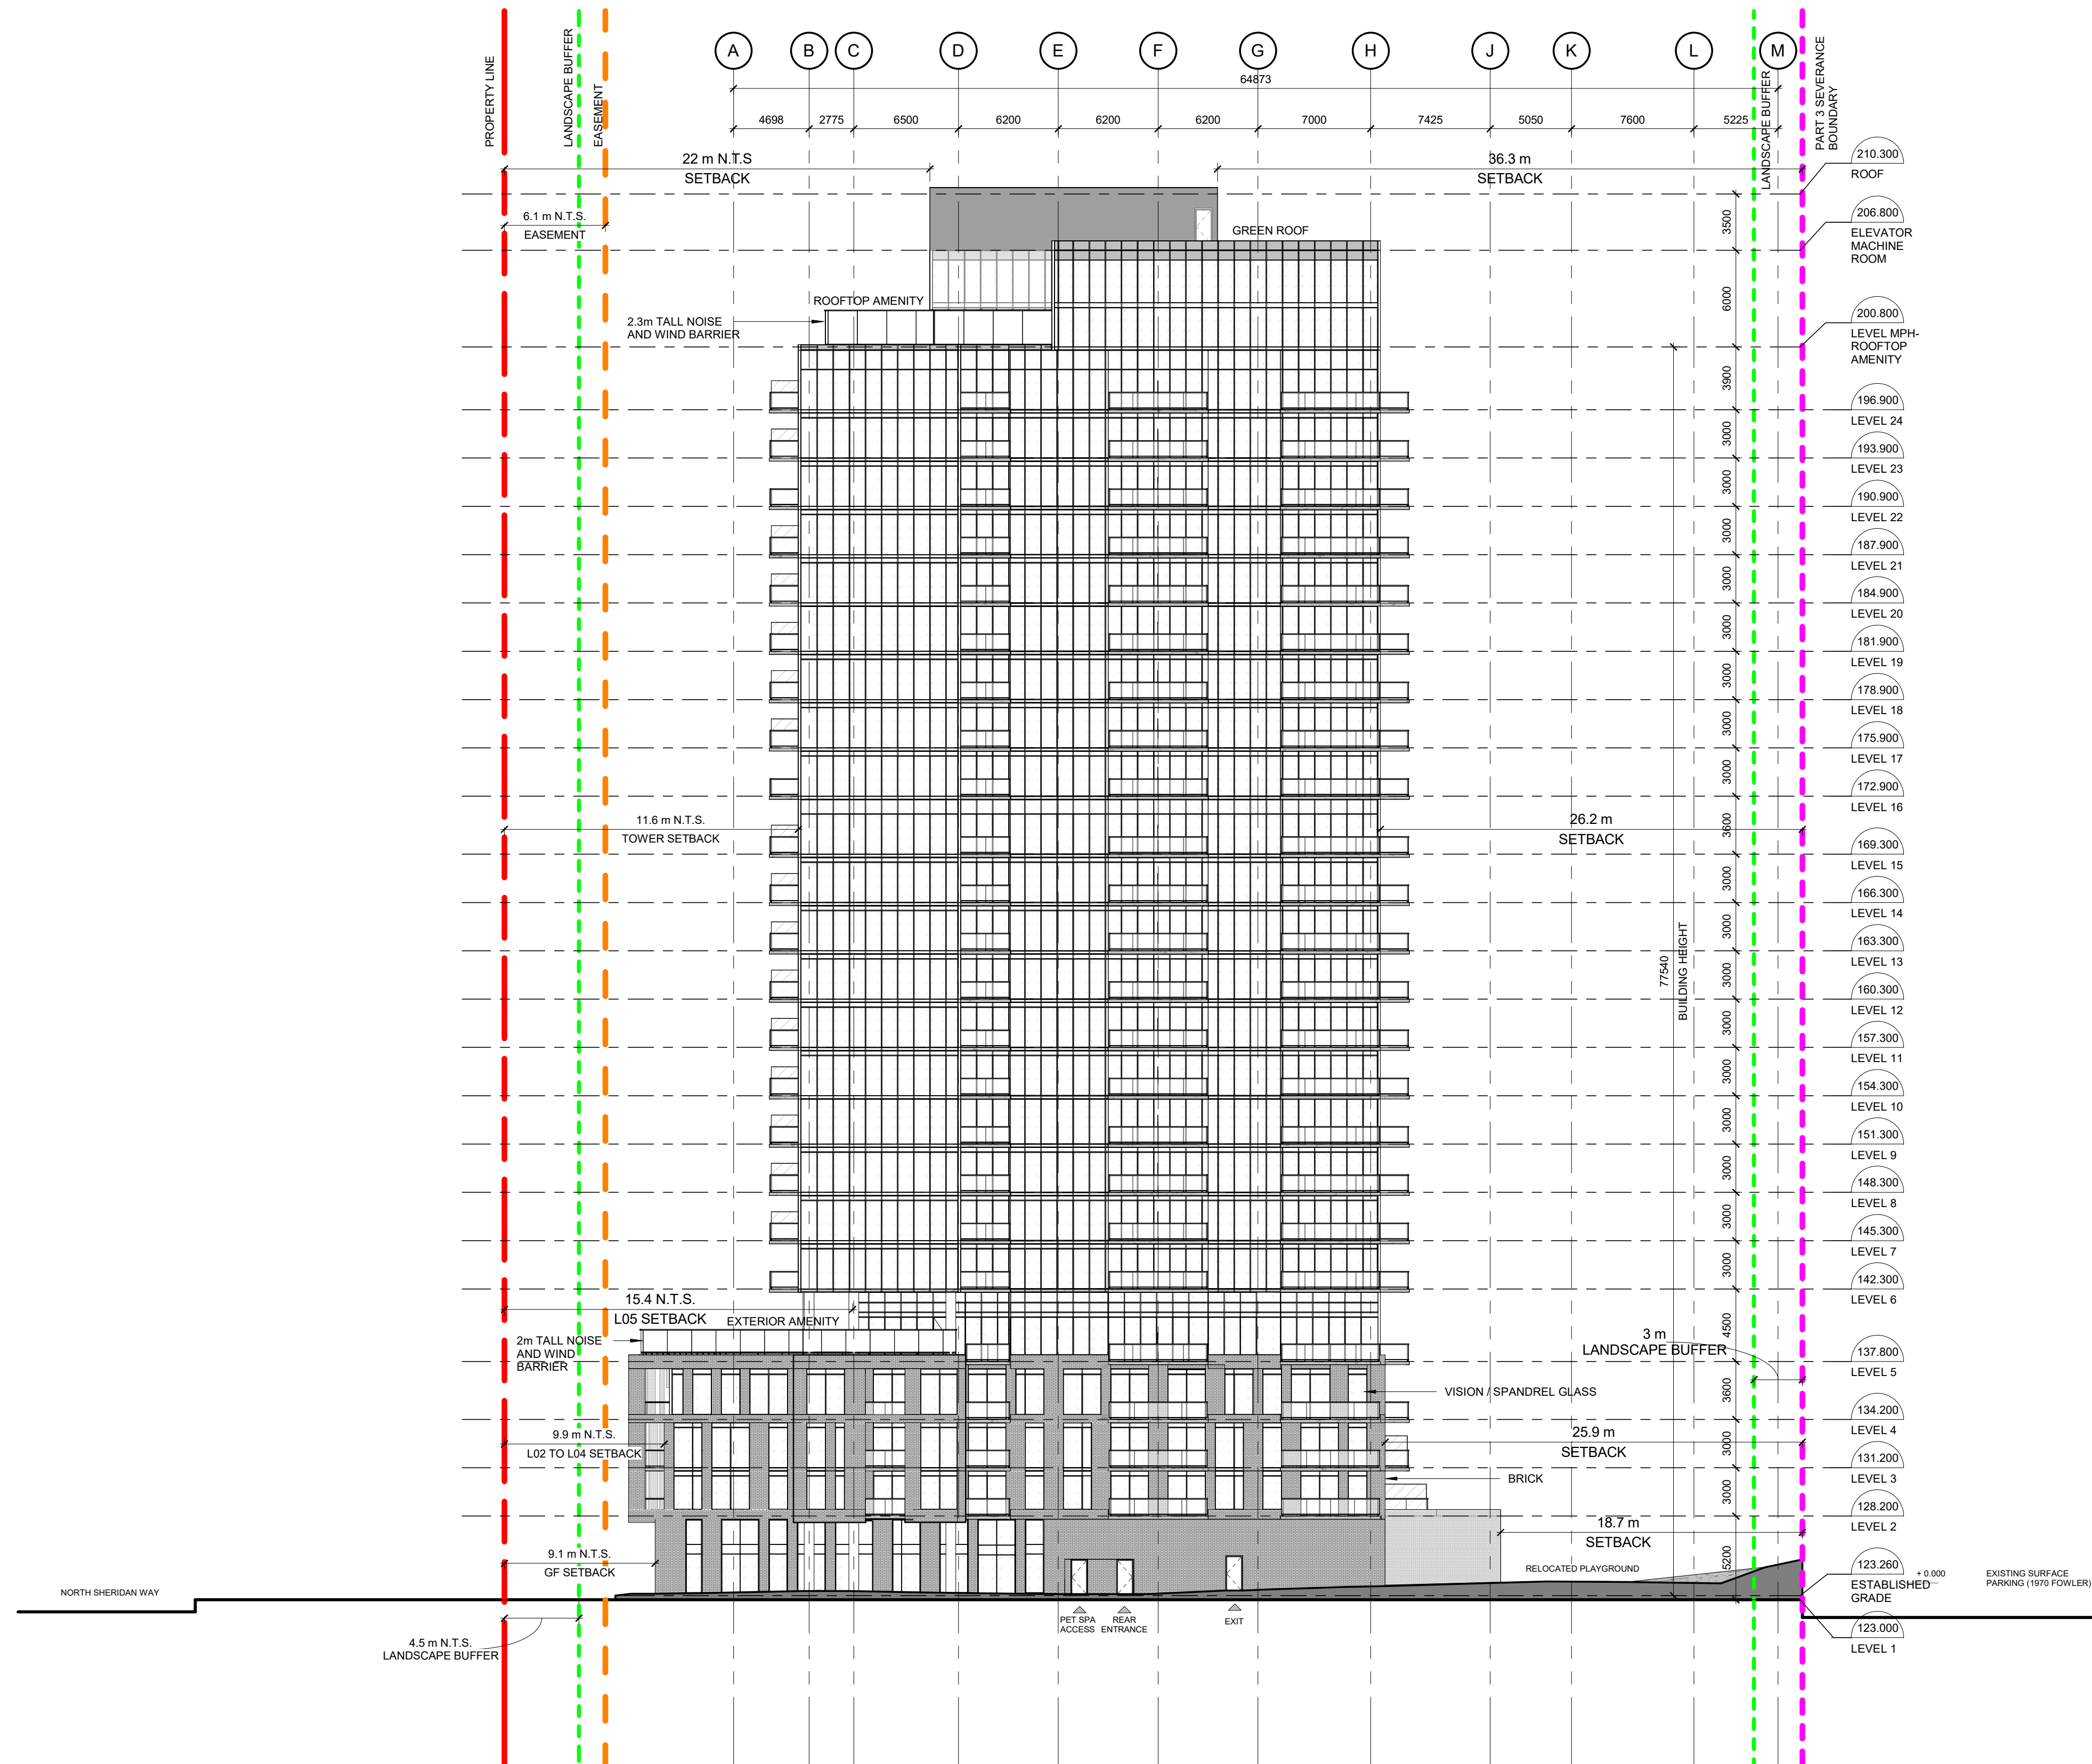 PROPERTY LINE
LANDSCAPE BUFFER
EASEMENT
A
B
C
D
E
F
G
H
J
K
L
M
LANDSCAPE BUFFER
PART 3 SEVERANCE
BOUNDARY
64873
4698
2775
6500
6200
6200
6200
7000
7425
5050
7600
5225
22 m N.T.S
SETBACK
36.3 m
SETBACK
210.300
ROOF
6.1 m N.T.S.
EASEMENT
GREEN ROOF
3500
206.800
ELEVATOR
MACHINE
ROOM
6000
ROOFTOP AMENITY
2.3m TALL NOISE
AND WIND BARRIER
200.800
LEVEL MPH-
ROOFTOP
AMENITY
3900
196.900
LEVEL 24
3000
193.900
LEVEL 23
3000
190.900
LEVEL 22
3000
187.900
LEVEL 21
3000
184.900
LEVEL 20
3000
181.900
LEVEL 19
3000
178.900
LEVEL 18
3000
175.900
LEVEL 17
3000
172.900
LEVEL 16
11.6 m N.T.S.
TOWER SETBACK
26.2 m
SETBACK
3600
169.300
LEVEL 15
3000
166.300
LEVEL 14
3000
163.300
LEVEL 13
77540
BUILDING HEIGHT
3000
160.300
LEVEL 12
3000
157.300
LEVEL 11
3000
154.300
LEVEL 10
3000
151.300
LEVEL 9
3000
148.300
LEVEL 8
3000
145.300
LEVEL 7
3000
142.300
LEVEL 6
15.4 N.T.S.
L05 SETBACK
EXTERIOR AMENITY
2m TALL NOISE
AND WIND
BARRIER
4500
3 m
LANDSCAPE BUFFER
137.800
LEVEL 5
VISION / SPANDREL GLASS
3600
134.200
LEVEL 4
9.9 m N.T.S.
L02 TO L04 SETBACK
25.9 m
SETBACK
3000
131.200
LEVEL 3
BRICK
3000
128.200
LEVEL 2
18.7 m
SETBACK
9.1 m N.T.S.
GF SETBACK
RELOCATED PLAYGROUND
5200
123.260
ESTABLISHED
GRADE
+ 0.000
EXISTING SURFACE
PARKING (1970 FOWLER)
NORTH SHERIDAN WAY
PET SPA
ACCESS
REAR
ENTRANCE
EXIT
123.000
LEVEL 1
4.5 m N.T.S.
LANDSCAPE BUFFER